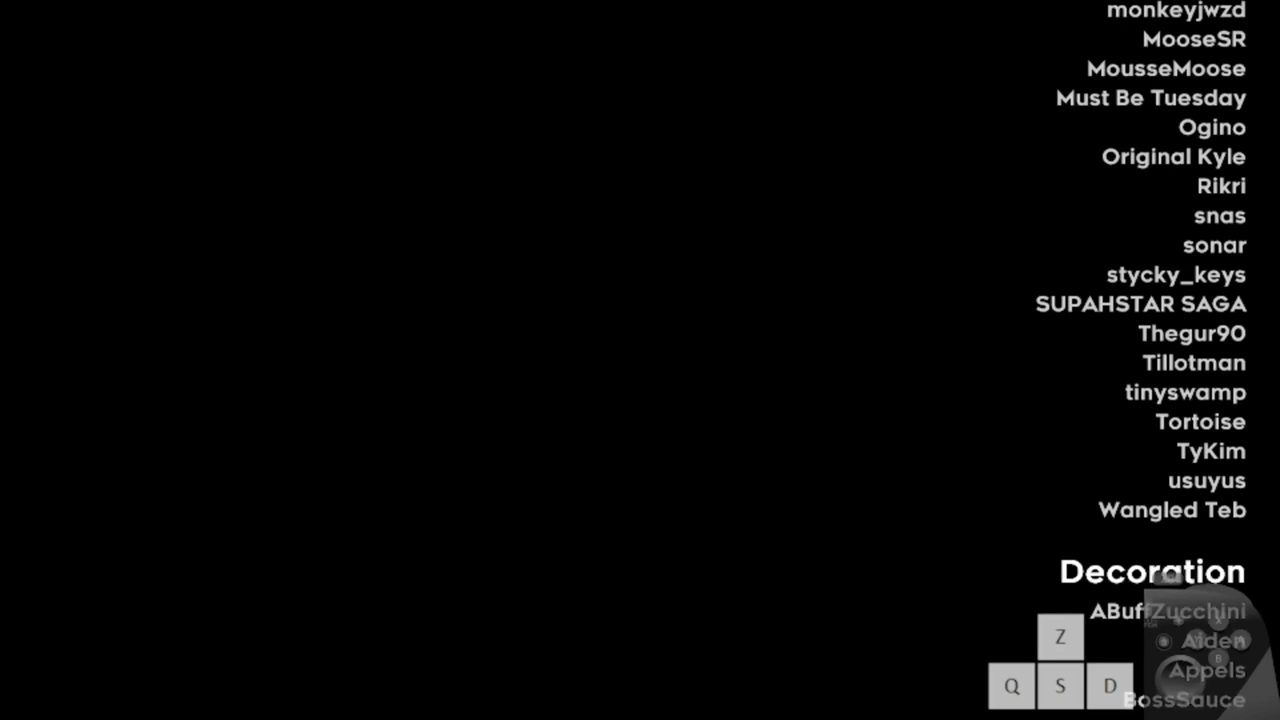 monkeyjwzd
MooseSR
MousseMoose
Must Be Tuesday
Ogino
Original Kyle
Rikri
snas
sonar
stycky_keys
SUPAHSTAR SAGA
Thegur90
Tillotman
tinyswamp
Tortoise
TyKim
usuyus
Wangled Teb
Decoration
ABuffZucchini
Z
Aiden
Appels
Q S D
BossSauce